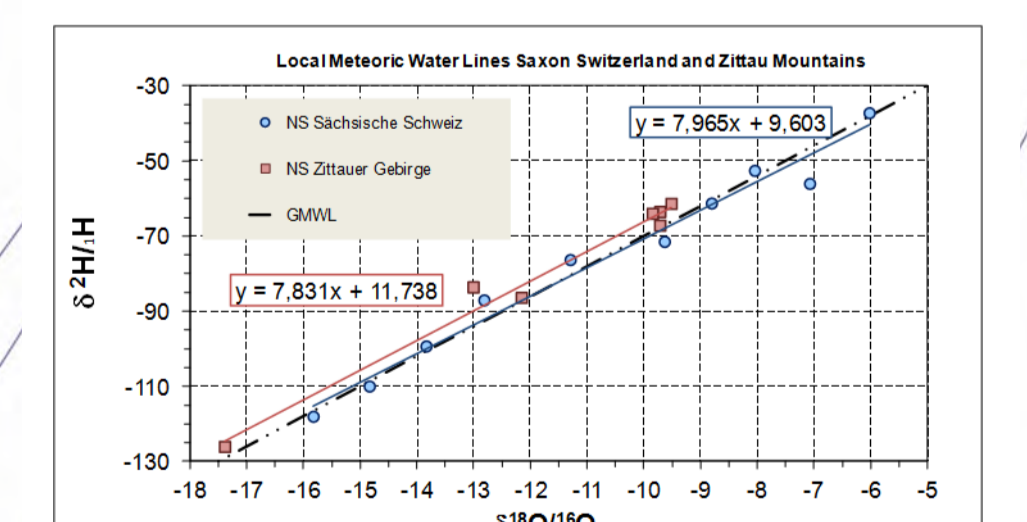 Local Meteoric Water Lines Saxon Switzerland and Zittau Mountains
-30
-50
-70
-90
-110
-130
δ ²H/₁H
NS Sächsische Schweiz
NS Zittauer Gebirge
GMWL
y = 7,965x + 9,603
y = 7,831x + 11,738
-18 -17 -16 -15 -14 -13 -12 -11 -10 -9 -8 -7 -6 -5
δ¹⁸O/¹⁶O